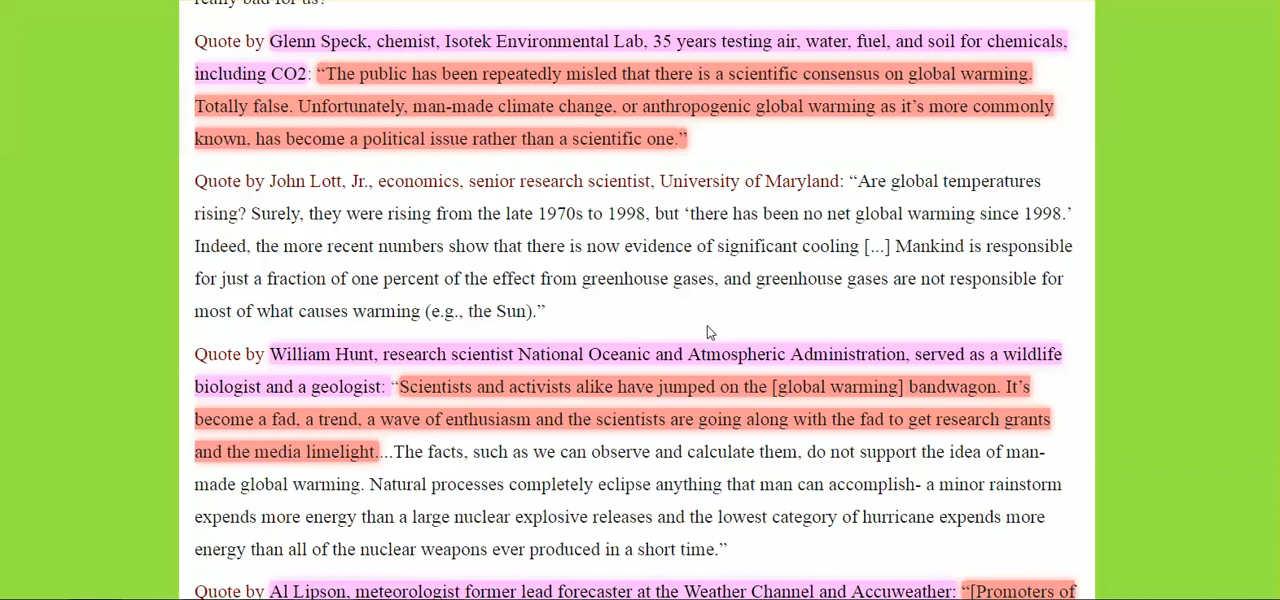 really bad for us?
Quote by Glenn Speck, chemist, Isotek Environmental Lab, 35 years testing air, water, fuel, and soil for chemicals,
including CO2: “The public has been repeatedly misled that there is a scientific consensus on global warming.
Totally false. Unfortunately, man-made climate change, or anthropogenic global warming as it’s more commonly
known, has become a political issue rather than a scientific one.”
Quote by John Lott, Jr., economics, senior research scientist, University of Maryland: “Are global temperatures
rising? Surely, they were rising from the late 1970s to 1998, but ‘there has been no net global warming since 1998.’
Indeed, the more recent numbers show that there is now evidence of significant cooling [...] Mankind is responsible
for just a fraction of one percent of the effect from greenhouse gases, and greenhouse gases are not responsible for
most of what causes warming (e.g., the Sun).”
Quote by William Hunt, research scientist National Oceanic and Atmospheric Administration, served as a wildlife
biologist and a geologist: “Scientists and activists alike have jumped on the [global warming] bandwagon. It’s
become a fad, a trend, a wave of enthusiasm and the scientists are going along with the fad to get research grants
and the media limelight....The facts, such as we can observe and calculate them, do not support the idea of man-
made global warming. Natural processes completely eclipse anything that man can accomplish- a minor rainstorm
expends more energy than a large nuclear explosive releases and the lowest category of hurricane expends more
energy than all of the nuclear weapons ever produced in a short time.”
Quote by Al Lipson, meteorologist former lead forecaster at the Weather Channel and Accuweather: “[Promoters of